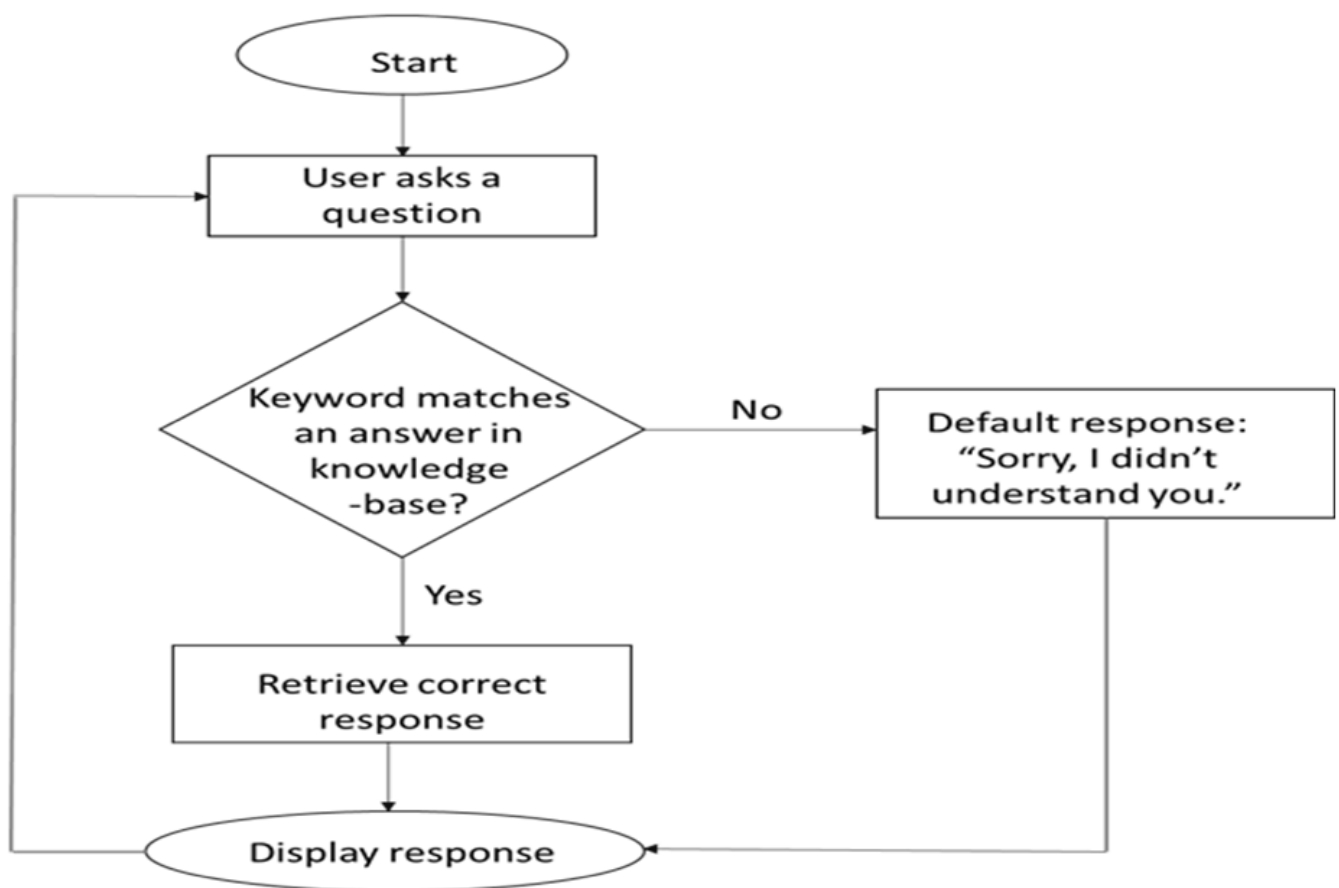 Start
User asks a
question
Keyword matches
an answer in
knowledge
-base?
No
Default response:
“Sorry, I didn’t
understand you.”
Yes
Retrieve correct
response
Display response